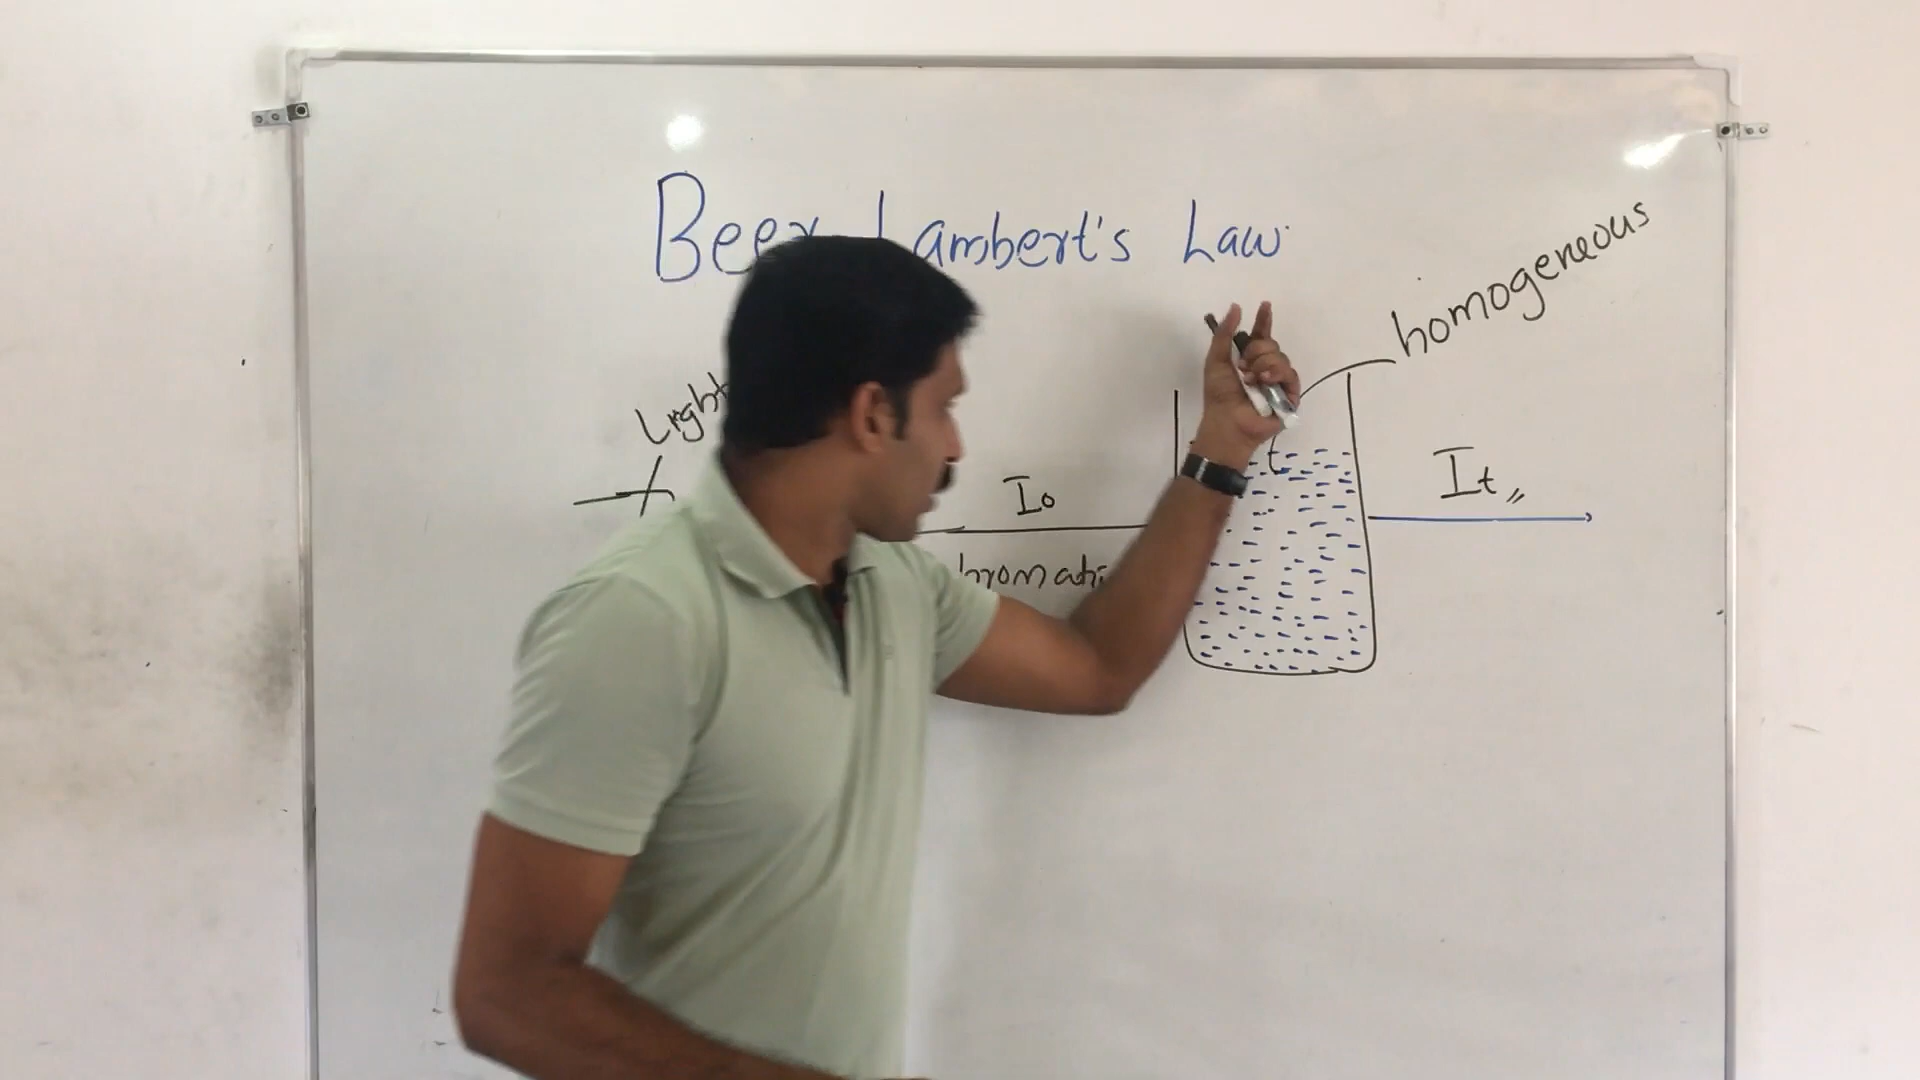 Beer Lambert's Law
homogeneous
Light
Io
It
t